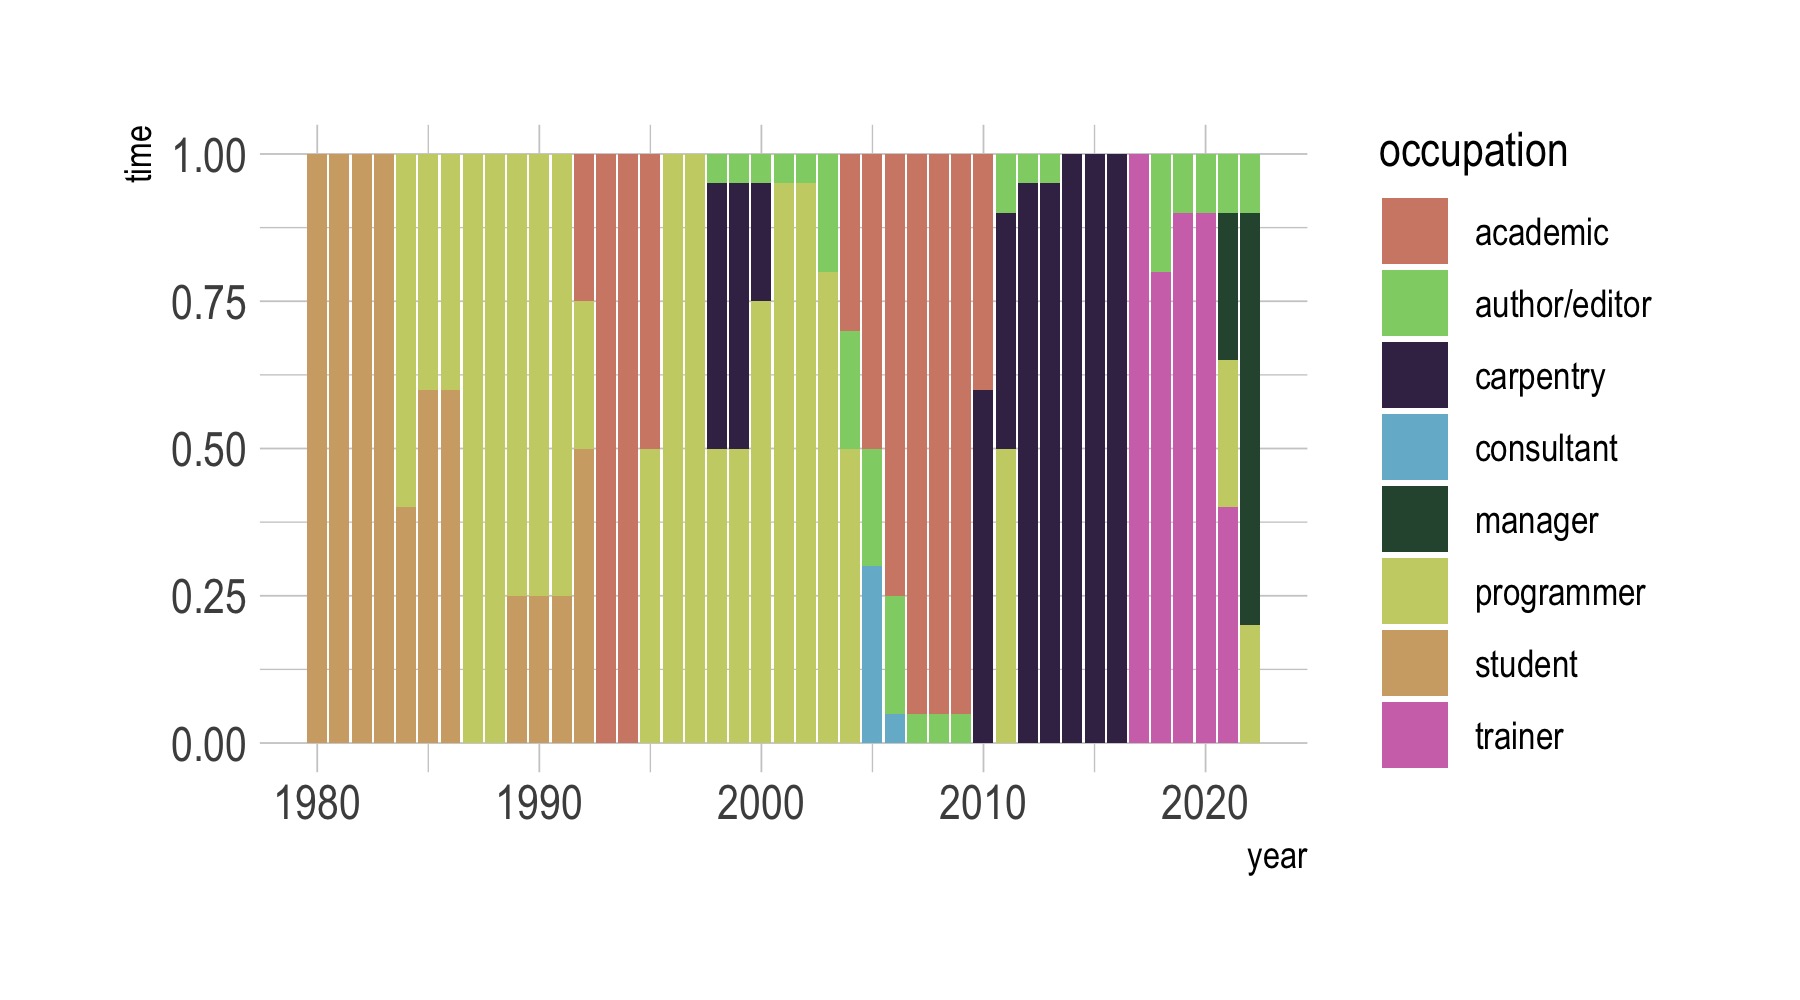 time
1.00
0.75
0.50
0.25
0.00
1980 1990 2000 2010 2020
year
occupation
academic
author/editor
carpentry
consultant
manager
programmer
student
trainer